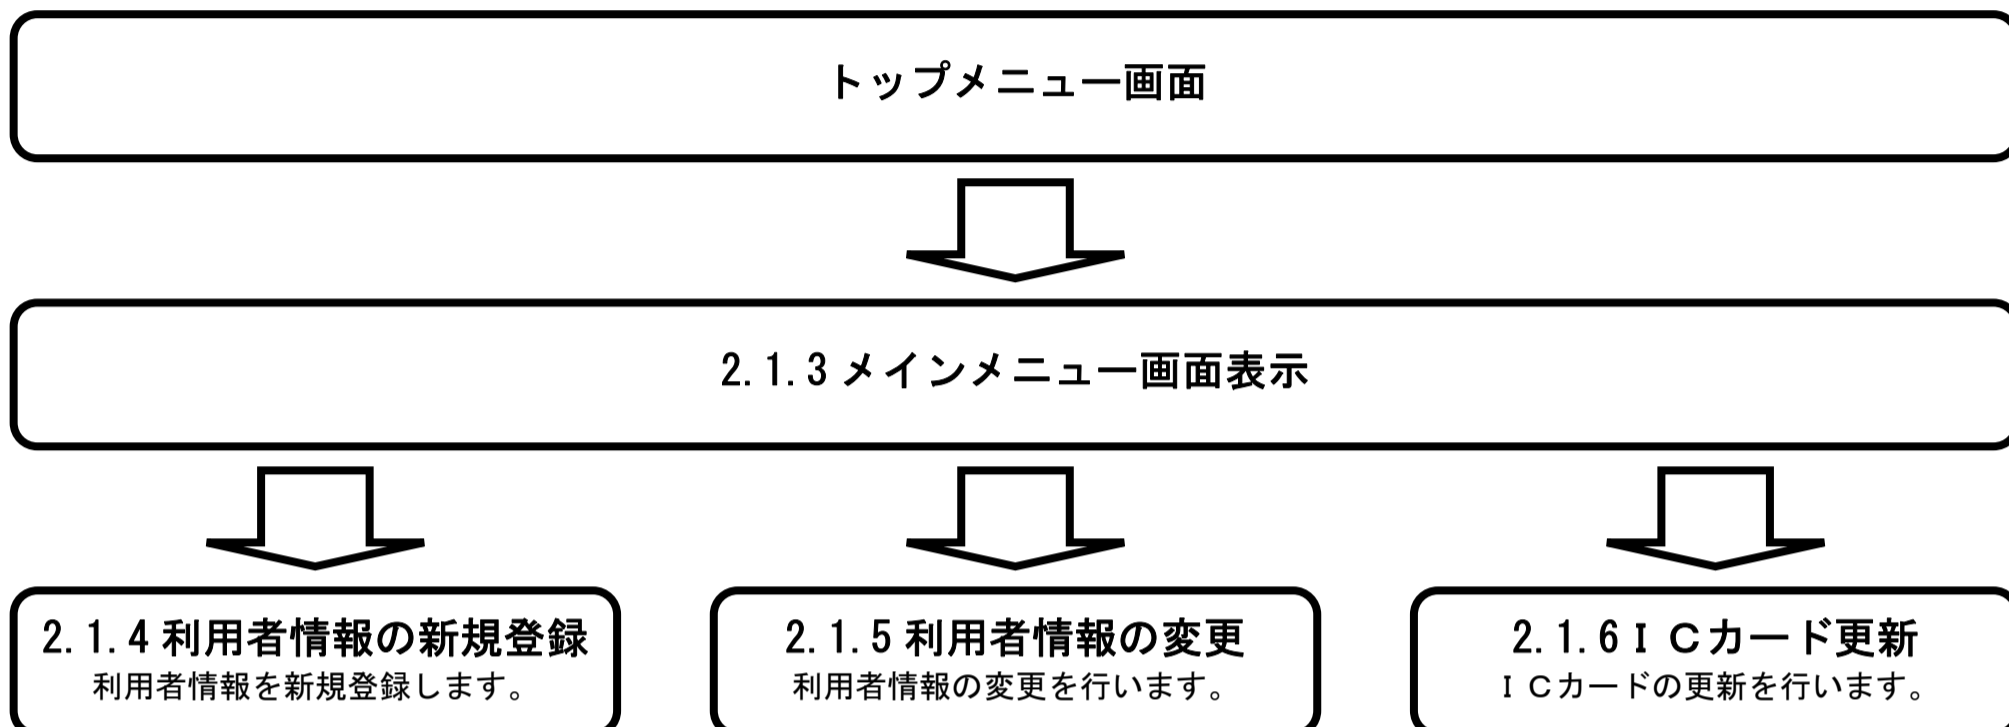 トップメニュー画面
2.1.3 メインメニュー画面表示
2.1.4 利用者情報の新規登録
利用者情報を新規登録します。
2.1.5 利用者情報の変更
利用者情報の変更を行います。
2.1.6 ＩＣカード更新
ＩＣカードの更新を行います。